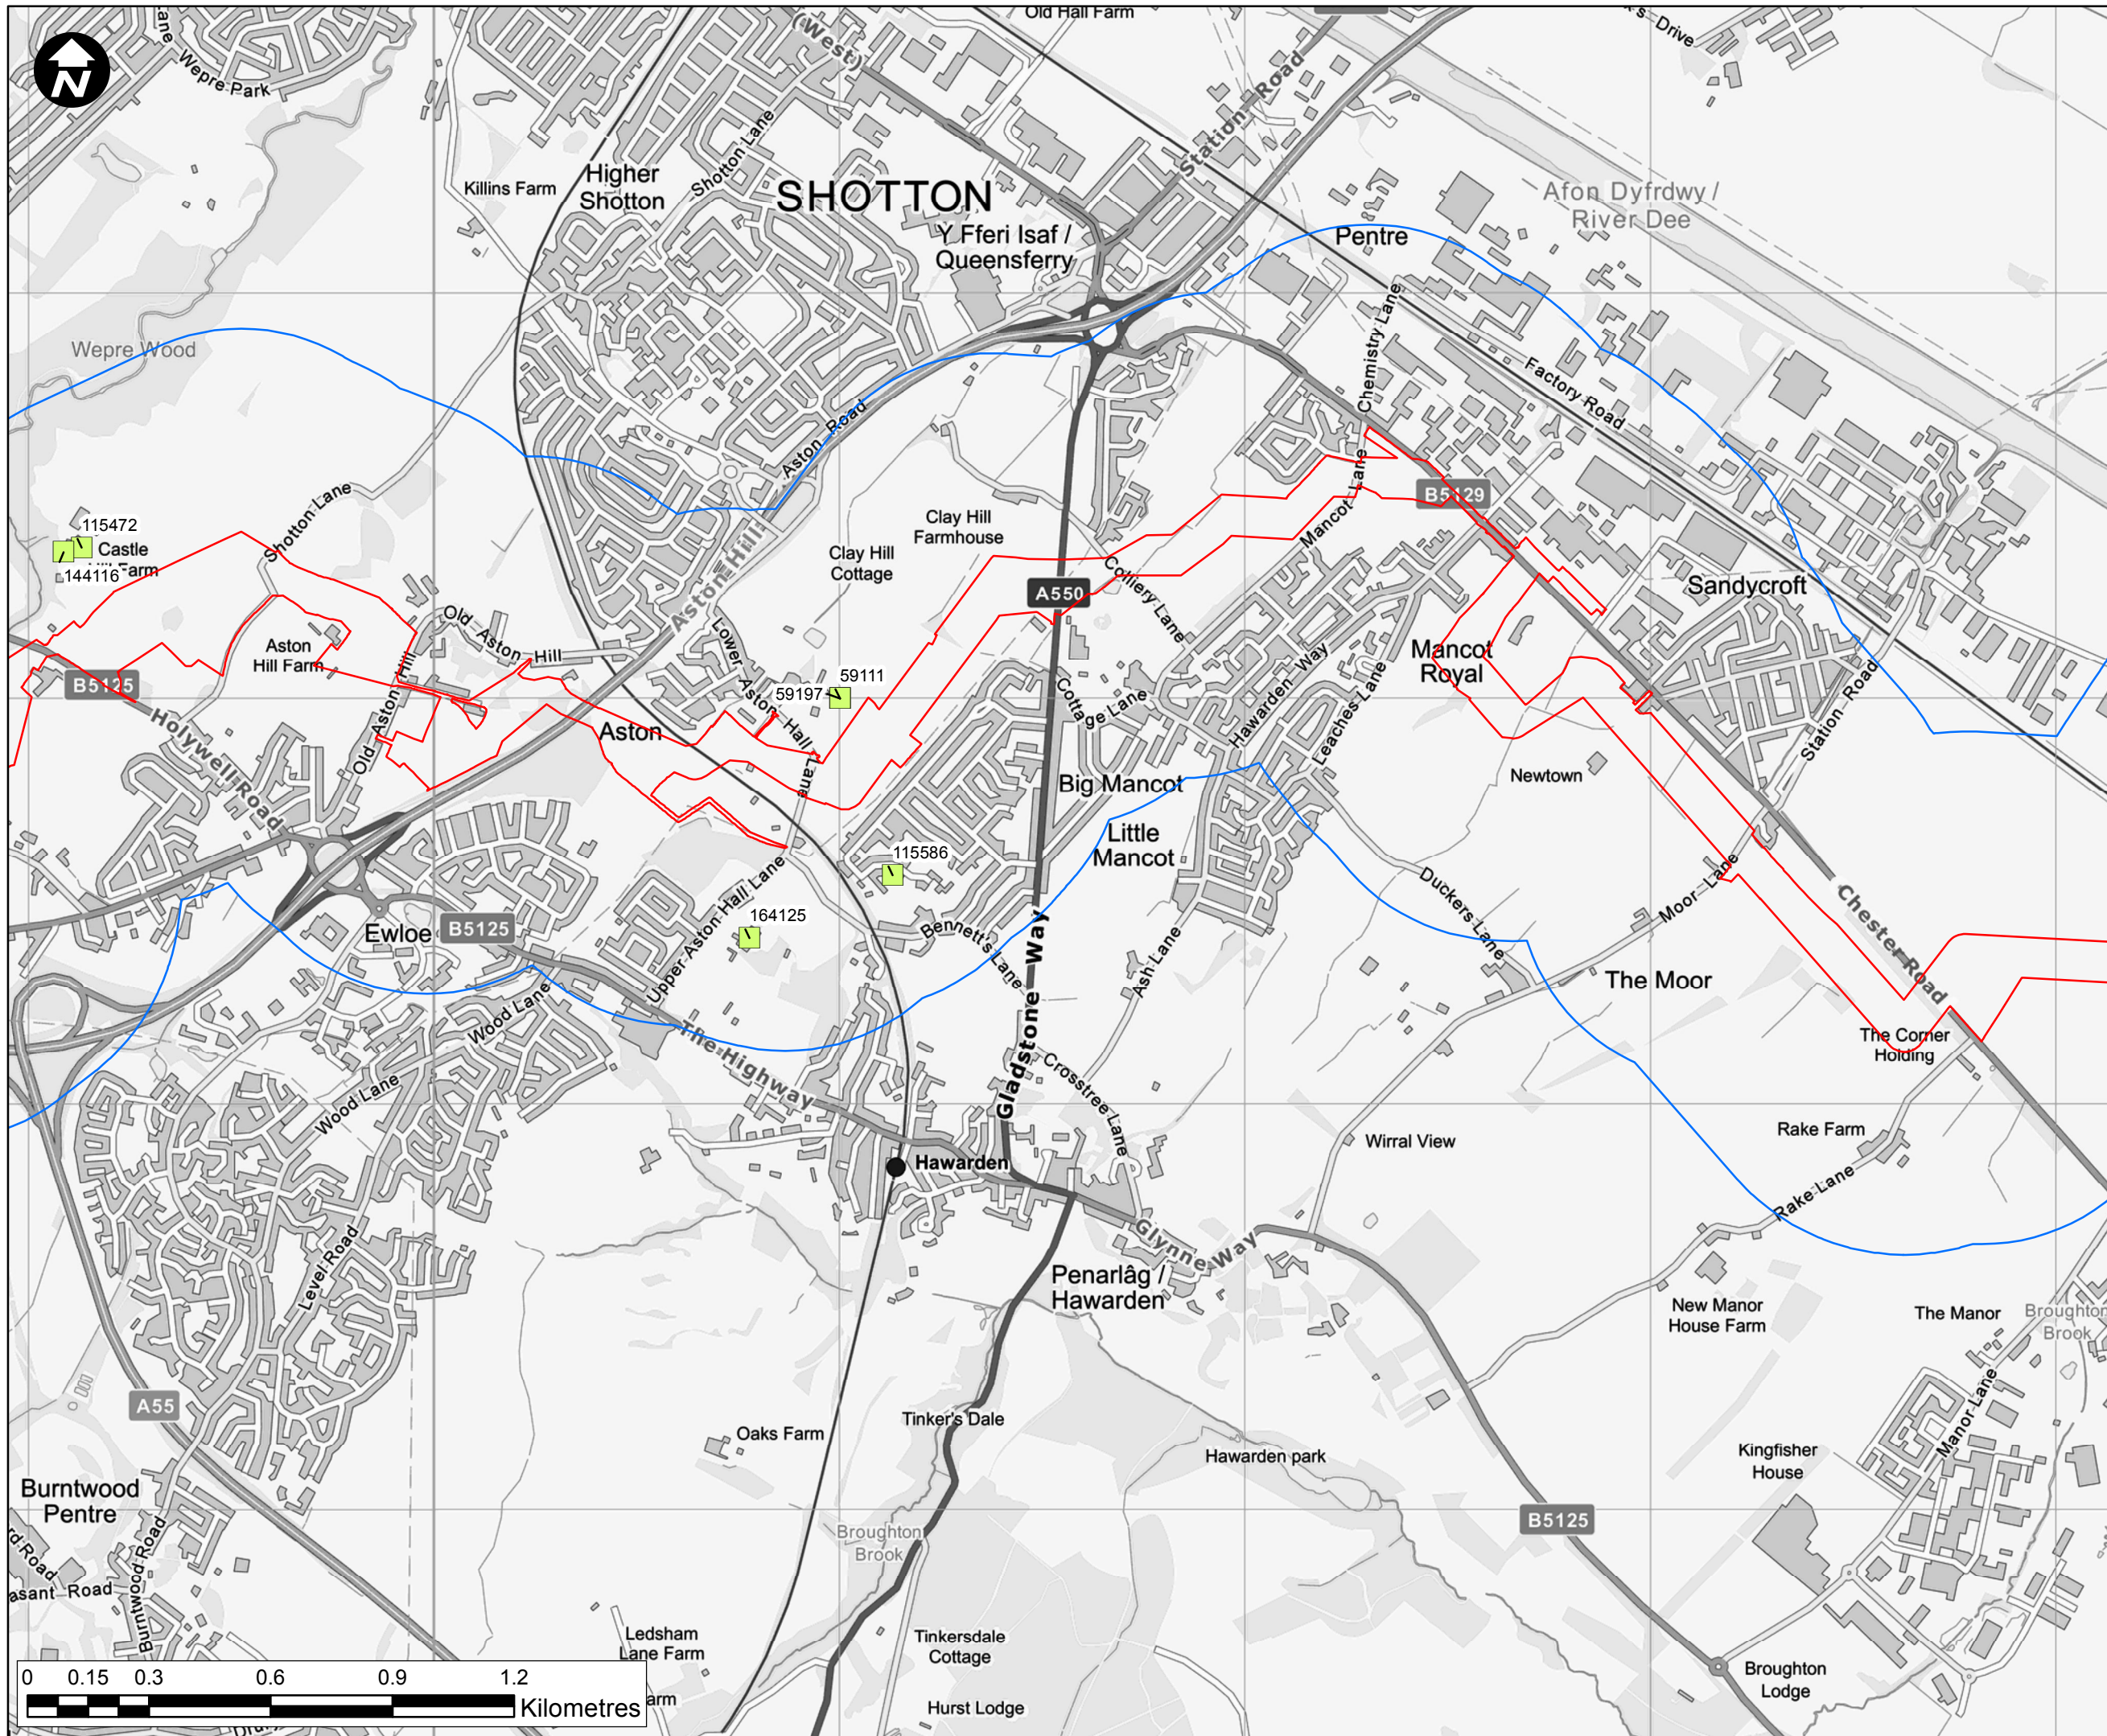 Old Hall Farm
(West)
's Drive
Lane
Wepre Park
N
Station Road
Shotton Lane
Killins Farm
Higher
Shotton
SHOTTON
Y Fferi Isaf /
Queensferry
Pentre
Afon Dyfrdwy /
River Dee
Wepre Wood
Chemistry Lane
Factory Road
Aston Road
Shotton Lane
115472
Castle
Hill Farm
144116
Clay Hill
Farmhouse
Clay Hill
Cottage
Mancot Lane
B5129
A550
Colliery Lane
Sandycroft
Aston Hill
Old Aston Hill
Aston
Hill Farm
Old Aston Hill
Lower Aston Hall Lane
59111
59197
Mancot
Royal
B5125
Holywell Road
Aston
Cottage Lane
Hawarden Way
Leaches Lane
Station Road
Newtown
Big Mancot
Little
Mancot
115586
164125
Ewloe
B5125
Upper Aston Hall Lane
Bennett's Lane
Gladstone Way
Ash Lane
Duckers Lane
Moor Lane
Chester Road
The Moor
Wood Lane
Wood Lane
The Highway
Crosstree Lane
The Corner
Holding
Hawarden
Wirral View
Rake Farm
Rake Lane
Glynne Way
Penarlâg /
Hawarden
Level Road
New Manor
House Farm
The Manor
Broughton
Brook
A55
Tinker's Dale
Oaks Farm
Hawarden park
Kingfisher
House
Manor Lane
Burntwood
Pentre
rd Road
asant Road
Burntwood Road
Broughton
Brook
B5125
Ledsham
Lane Farm
arm
Tinkersdale
Cottage
Hurst Lodge
Broughton
Lodge
0 0.15 0.3 0.6 0.9 1.2
Kilometres